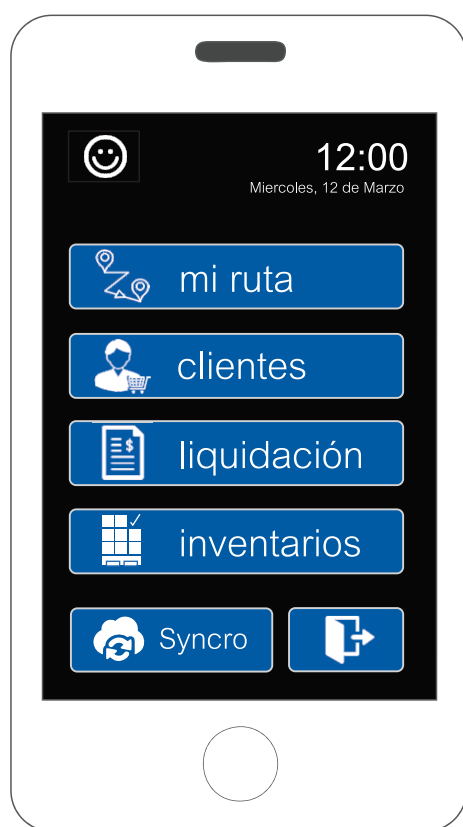 12:00
Miercoles, 12 de Marzo
mi ruta
clientes
liquidación
inventarios
Syncro